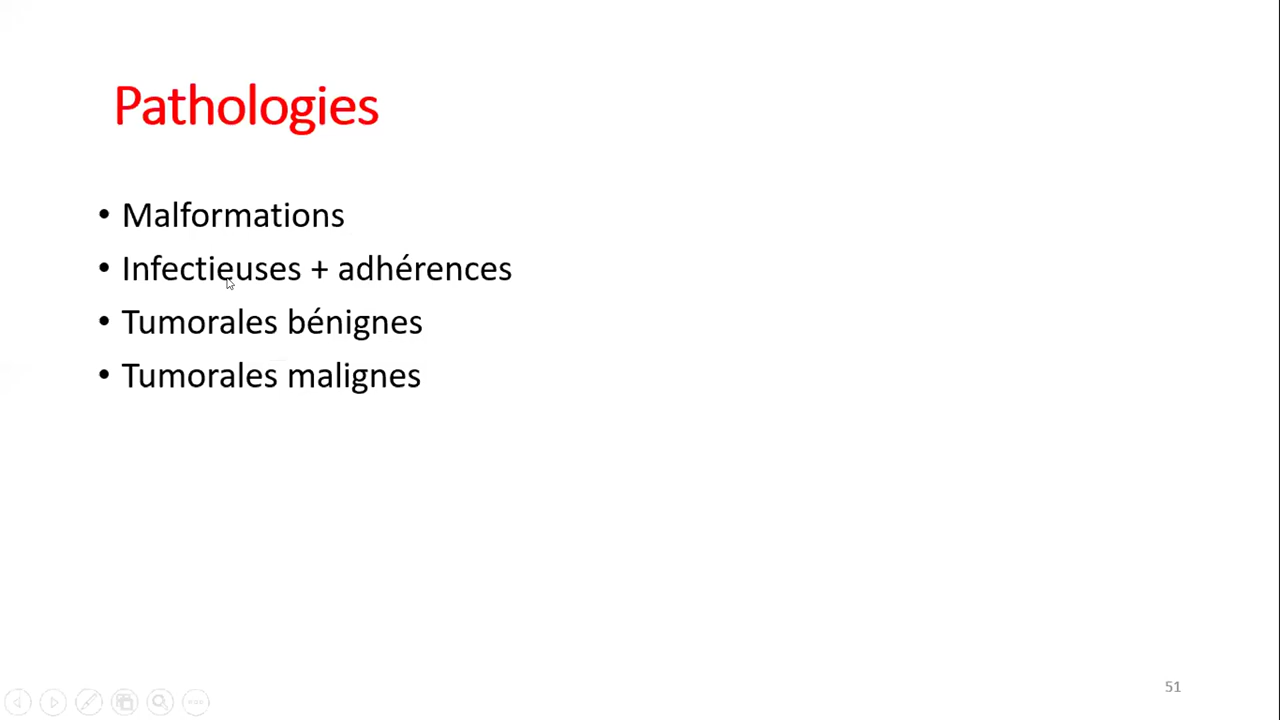 Pathologies
• Malformations
• Infectieuses + adhérences
• Tumorales bénignes
• Tumorales malignes
51